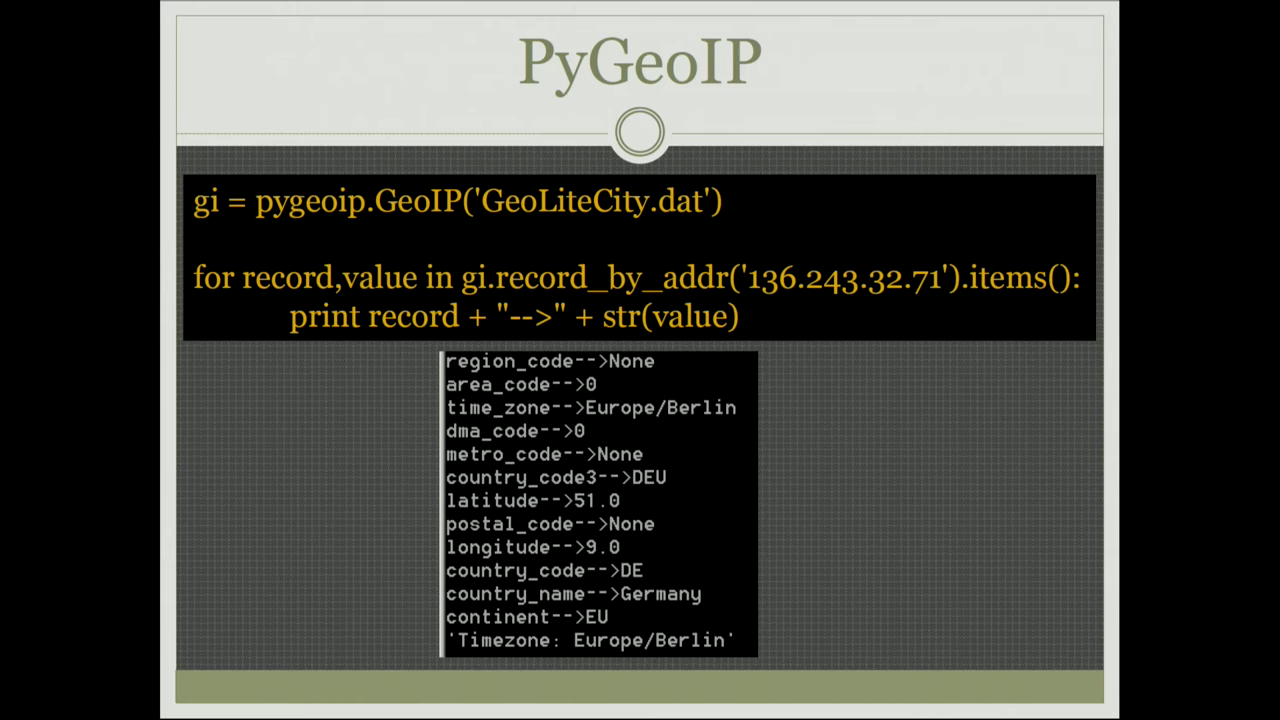 PyGeoIP
gi = pygeoip.GeoIP('GeoLiteCity.dat')
for record,value in gi.record_by_addr('136.243.32.71').items():
print record + "-->" + str(value)
region_code-->None
area_code-->0
time_zone-->Europe/Berlin
dma_code-->0
metro_code-->None
country_code3-->DEU
latitude-->51.0
postal_code-->None
longitude-->9.0
country_code-->DE
country_name-->Germany
continent-->EU
'Timezone: Europe/Berlin'